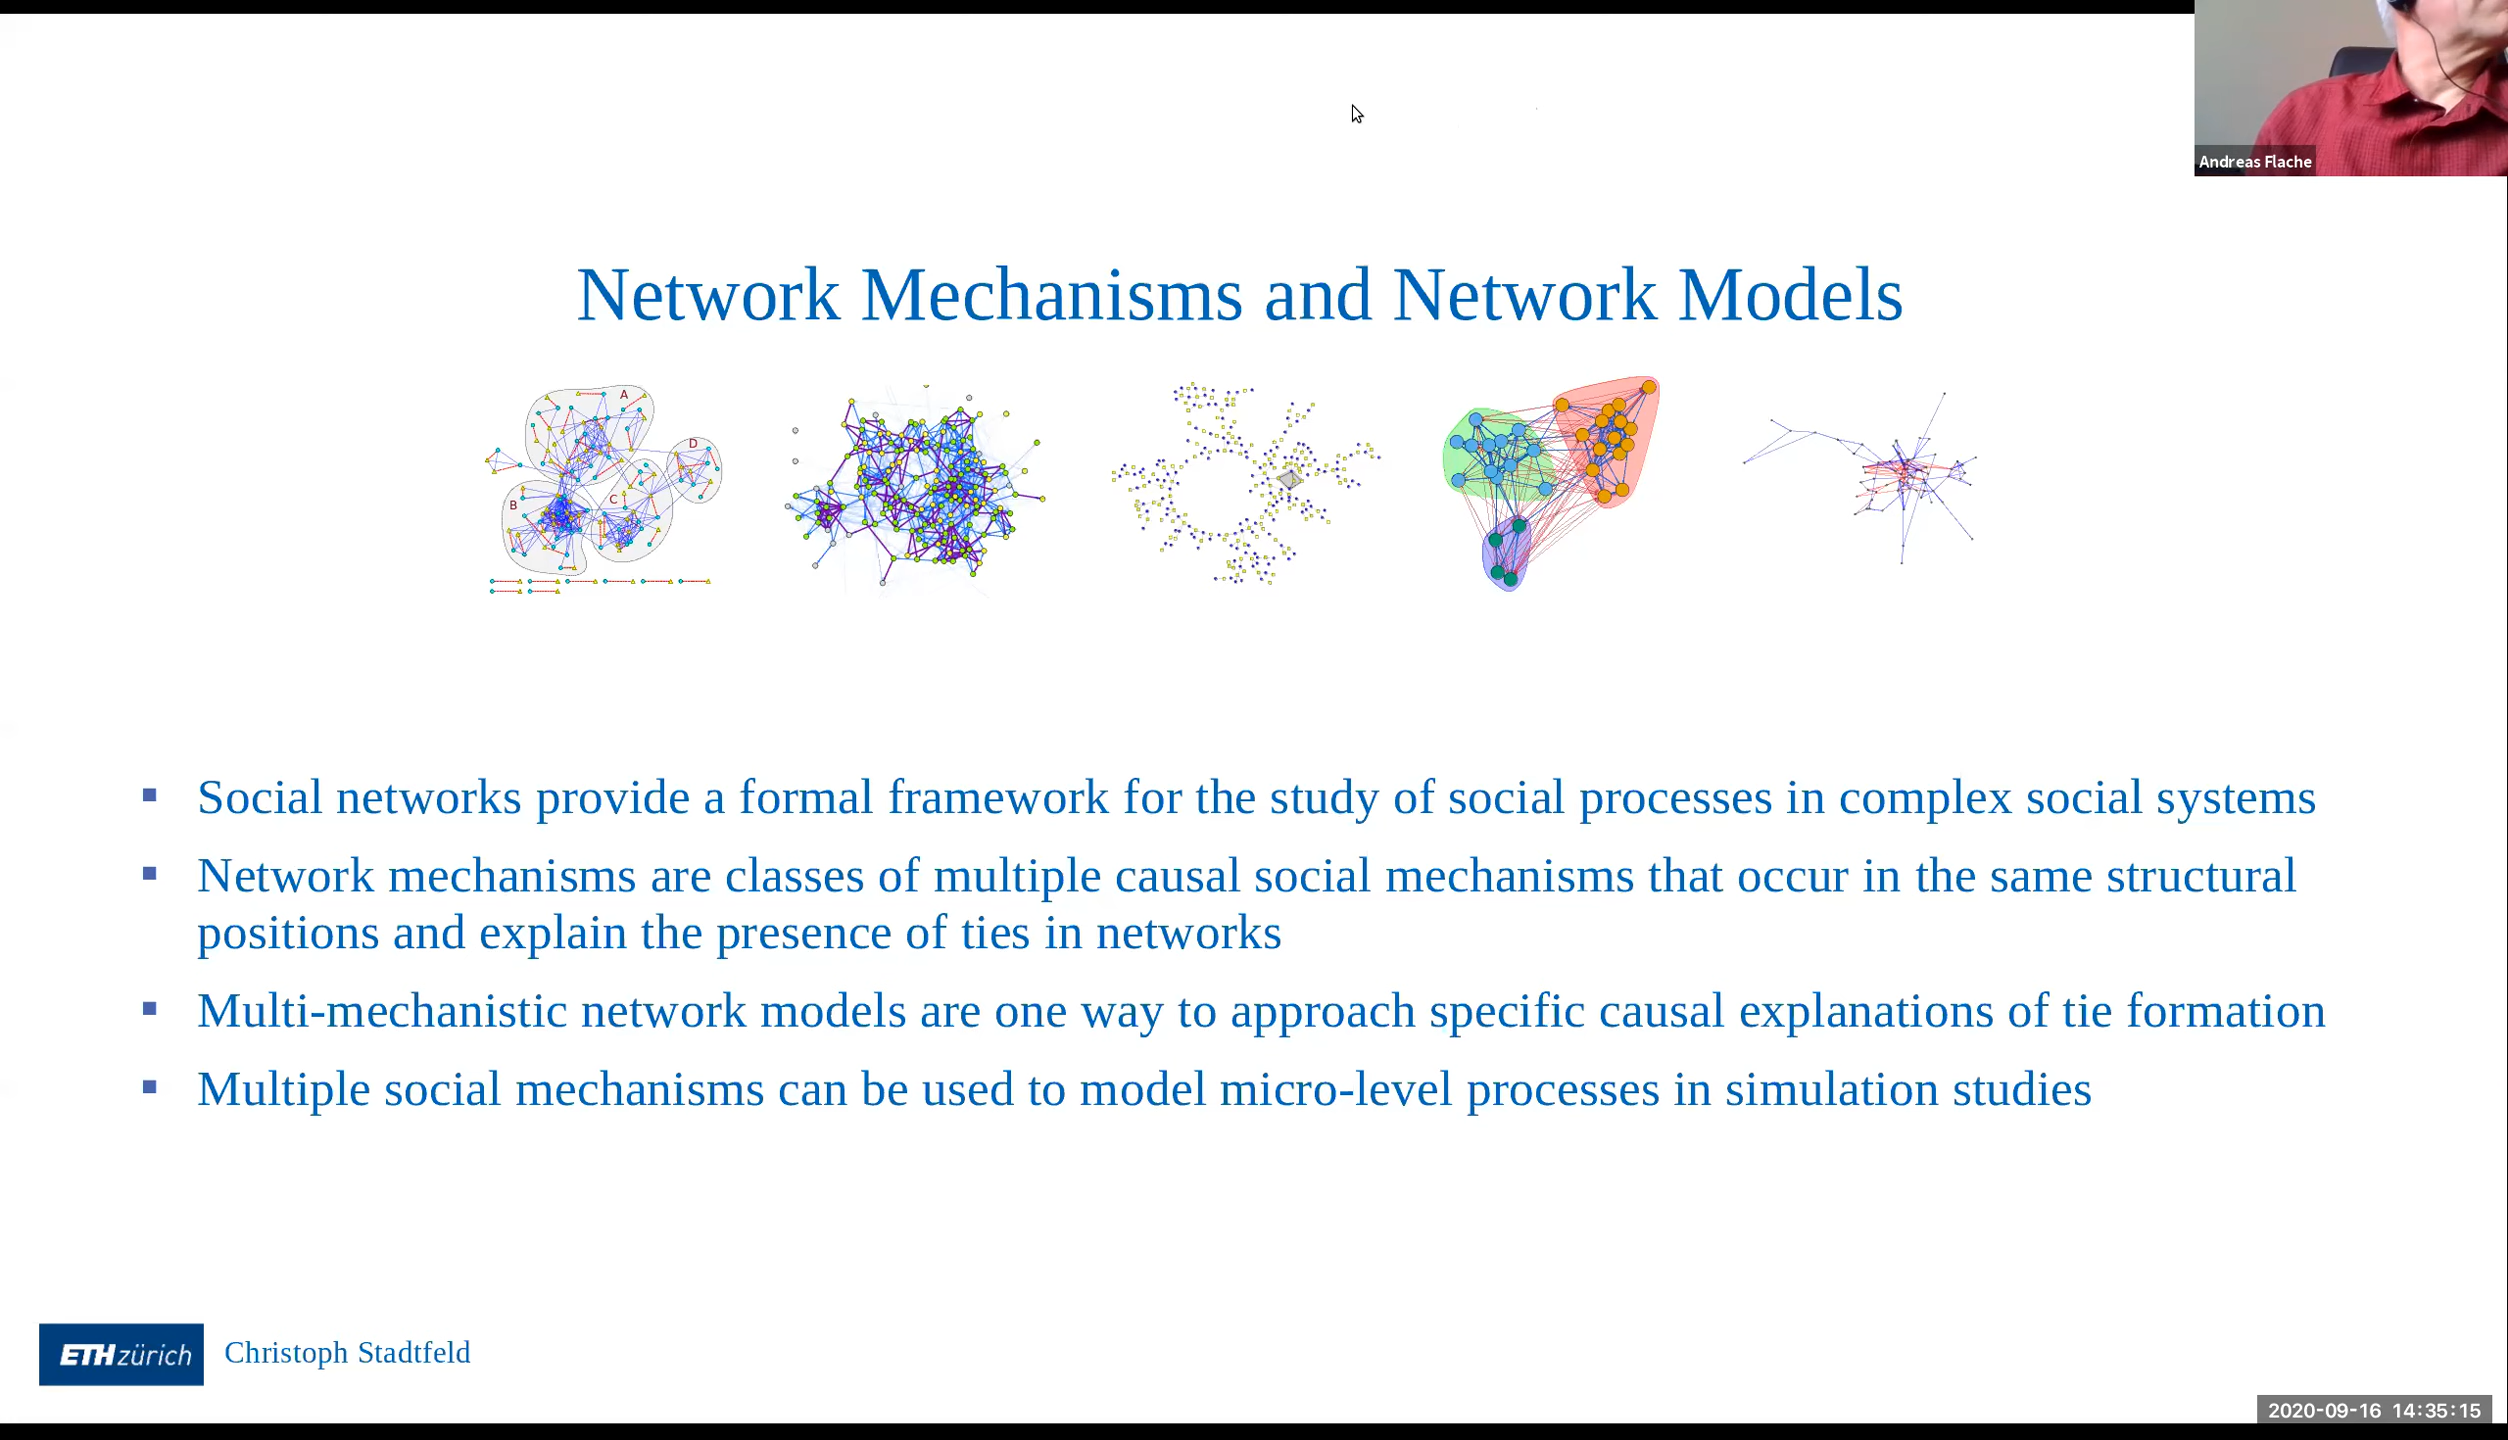 Andreas Flache
Network Mechanisms and Network Models
A
D
B
C
▪ Social networks provide a formal framework for the study of social processes in complex social systems
▪ Network mechanisms are classes of multiple causal social mechanisms that occur in the same structural
positions and explain the presence of ties in networks
▪ Multi-mechanistic network models are one way to approach specific causal explanations of tie formation
▪ Multiple social mechanisms can be used to model micro-level processes in simulation studies
ETH zürich
Christoph Stadtfeld
2020-09-16 14:35:15